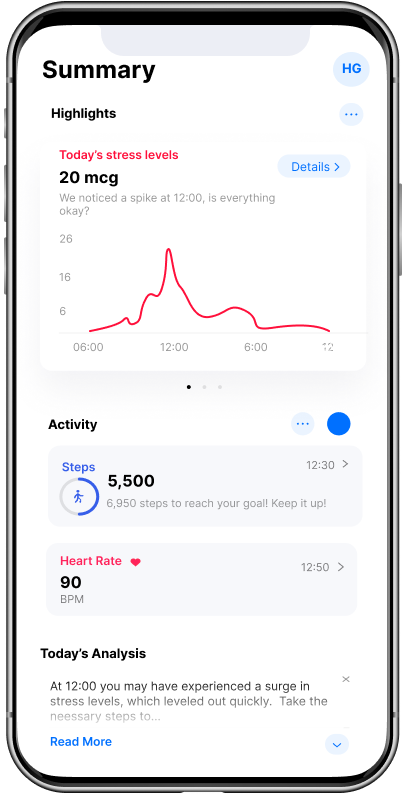 Summary
HG
Highlights
Today's stress levels
20 mcg
Details
We noticed a spike at 12:00, is everything
okay?
26
16
6
06:00 12:00 6:00 12
Activity
Steps
12:30
5,500
6,950 steps to reach your goal! Keep it up!
Heart Rate
12:50
90
BPM
Today's Analysis
At 12:00 you may have experienced a surge in
stress levels, which leveled out quickly. Take the
neessary steps to...
Read More